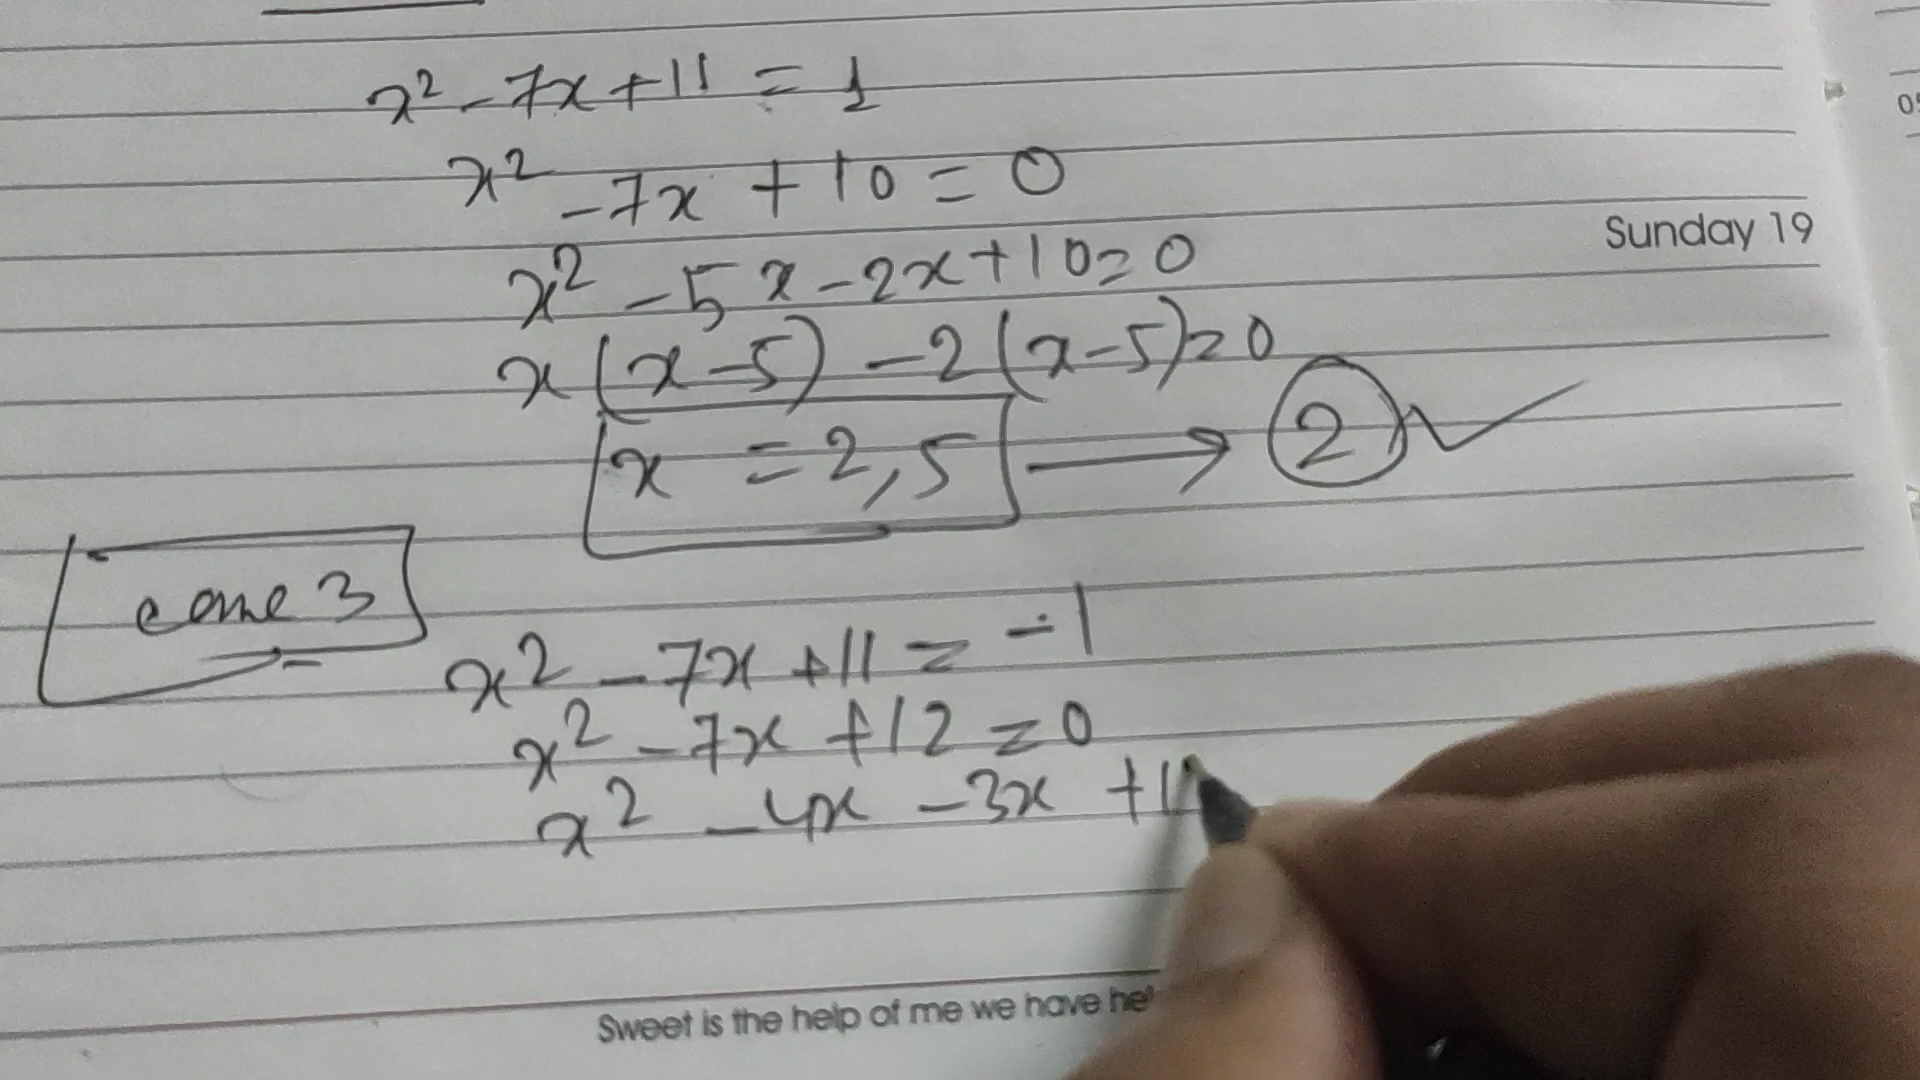 x² - 7x + 11 = 1
x² - 7x + 10 = 0
Sunday 19
x² - 5x - 2x + 10 = 0
x (x - 5) - 2 (x - 5) = 0
x = 2, 5 → 2 ✓
case 3
x² - 7x + 11 = -1
x² - 7x + 12 = 0
x² - 4x - 3x + 1
Sweet is the help of me we have